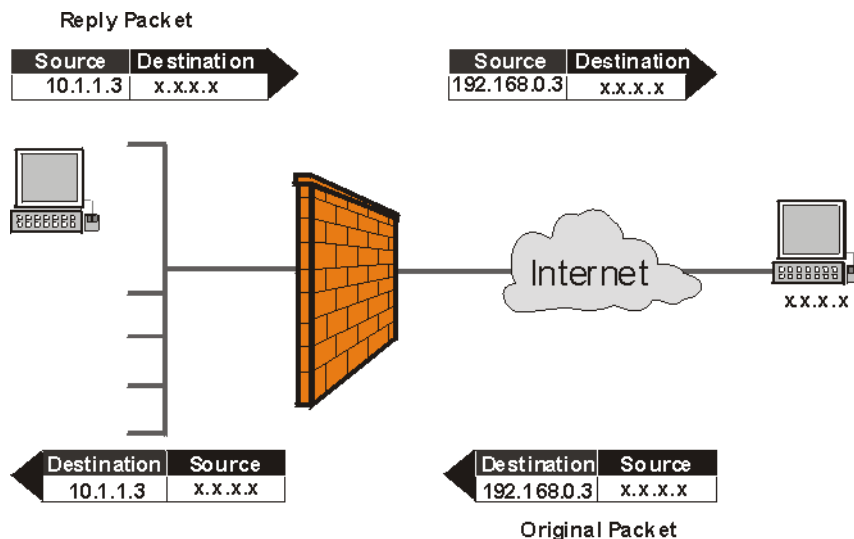 Reply Packet
Source Destination
10.1.1.3 x.x.x.x
Source Destination
192.168.0.3 x.x.x.x
Internet
x.x.x.x
Destination Source
10.1.1.3 x.x.x.x
Destination Source
192.168.0.3 x.x.x.x
Original Packet